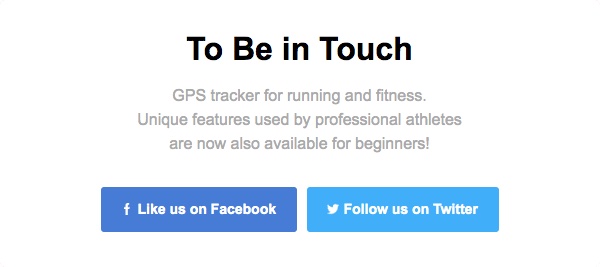 To Be in Touch
GPS tracker for running and fitness.
Unique features used by professional athletes
are now also available for beginners!
Like us on Facebook
Follow us on Twitter